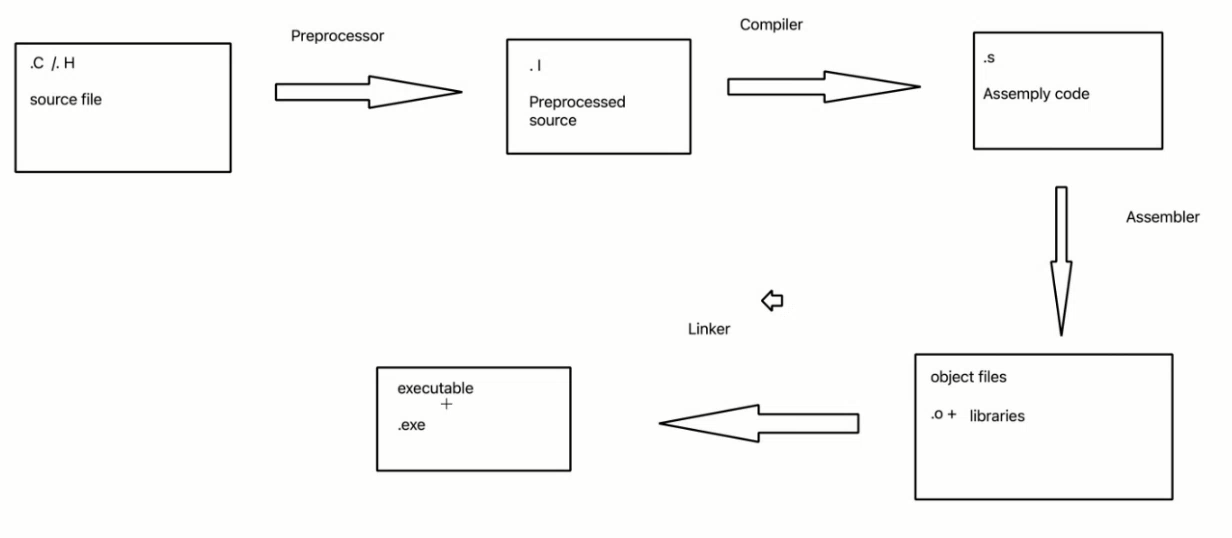 Preprocessor
Compiler
.C /. H
source file
. I
Preprocessed
source
.s
Assemply code
Assembler
Linker
object files
.o + libraries
executable
.exe